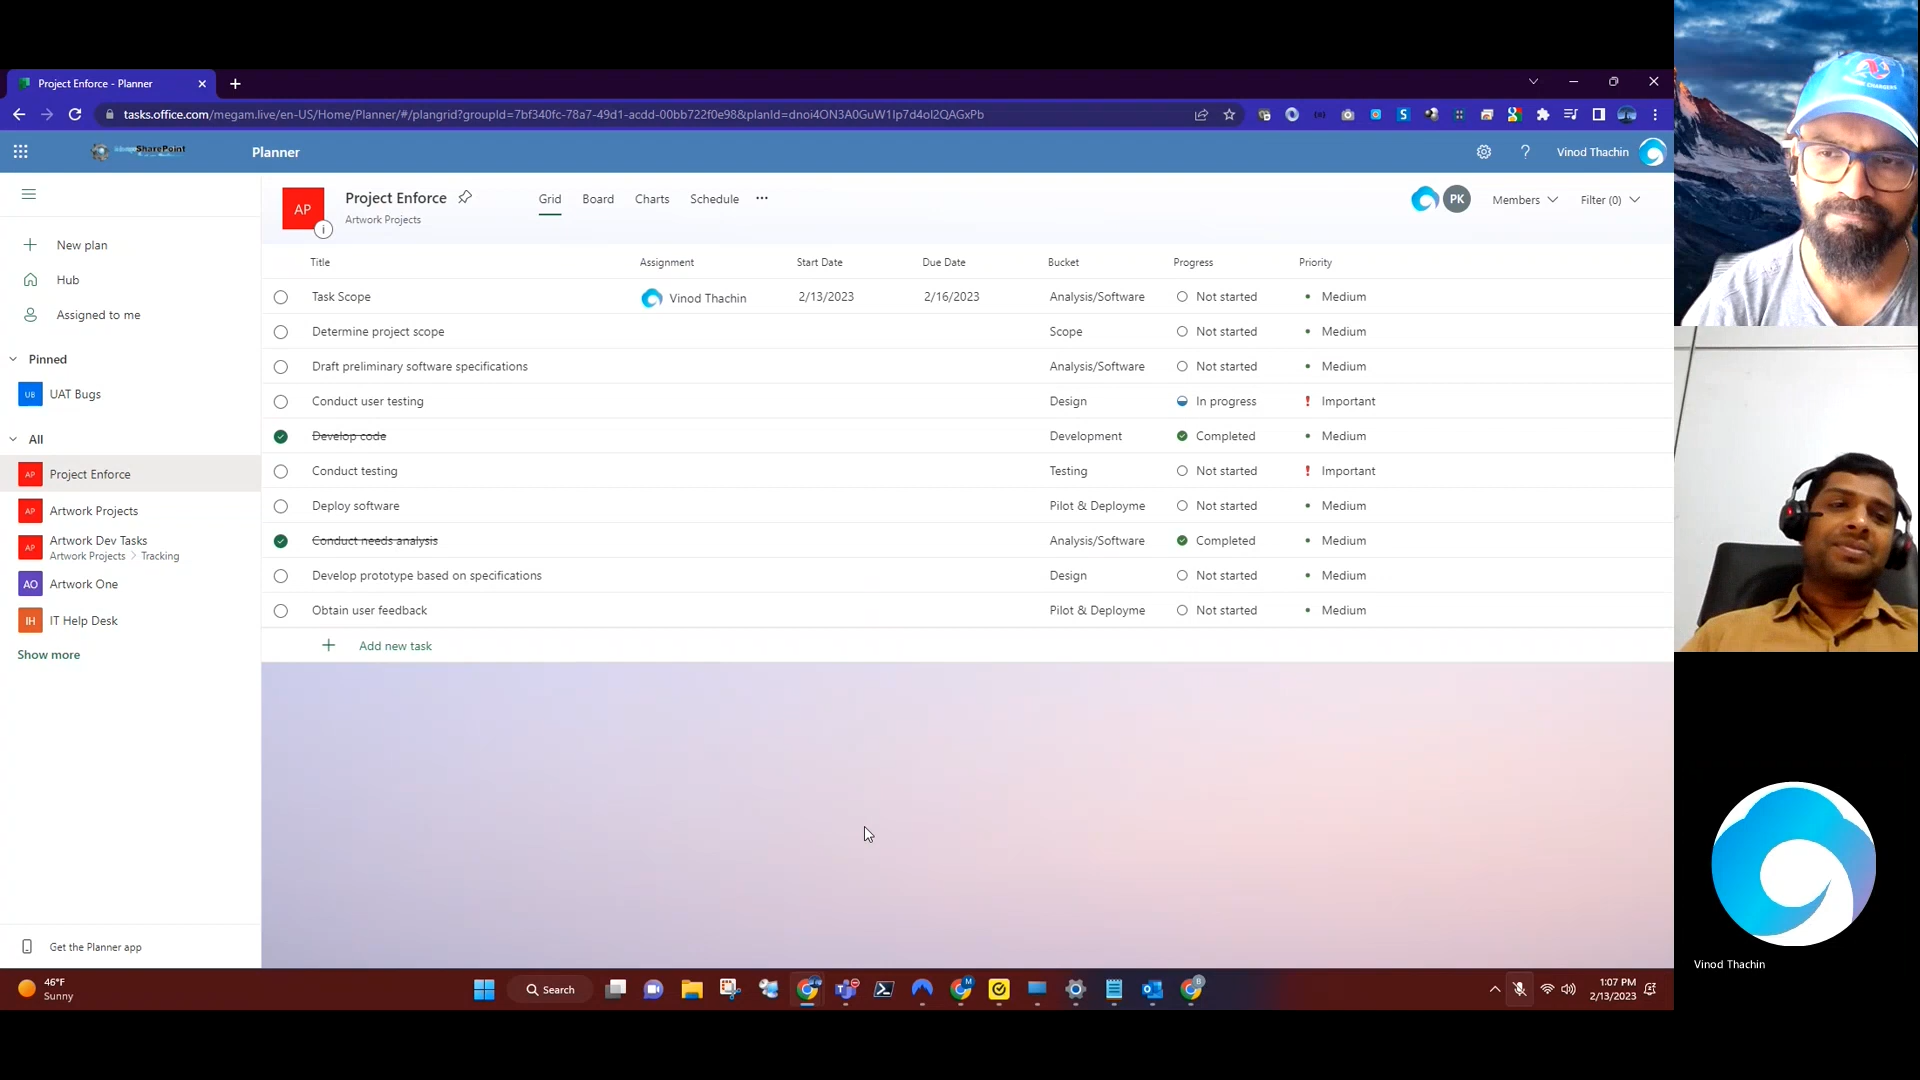 Project Enforce - Planner
tasks.office.com/megam.live/en-US/Home/Planner/#/plangrid?groupId=7bf340fc-78a7-49d1-acdd-00bb722f0e98&planId=dnoi4ON3A0GuW1Ip7d4ol2QAGxPb
SharePoint
Planner
Vinod Thachin
AP
Project Enforce
Artwork Projects
Grid Board Charts Schedule
PK
Members
Filter (0)
New plan
Hub
Assigned to me
Pinned
UB UAT Bugs
All
AP Project Enforce
AP Artwork Projects
AP Artwork Dev Tasks
Artwork Projects > Tracking
AO Artwork One
IH IT Help Desk
Show more
Get the Planner app
Title Assignment Start Date Due Date Bucket Progress Priority
Task Scope Vinod Thachin 2/13/2023 2/16/2023 Analysis/Software Not started Medium
Determine project scope Scope Not started Medium
Draft preliminary software specifications Analysis/Software Not started Medium
Conduct user testing Design In progress Important
Develop code Development Completed Medium
Conduct testing Testing Not started Important
Deploy software Pilot & Deployme Not started Medium
Conduct needs analysis Analysis/Software Completed Medium
Develop prototype based on specifications Design Not started Medium
Obtain user feedback Pilot & Deployme Not started Medium
Add new task
46°F
Sunny
Search
1:07 PM
2/13/2023
Vinod Thachin